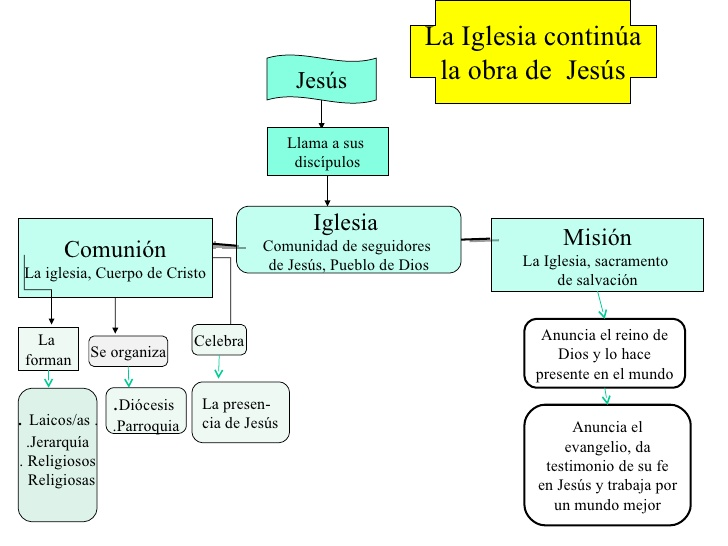 La Iglesia continúa
la obra de Jesús
Jesús
Llama a sus
discípulos
Iglesia
Comunidad de seguidores
de Jesús, Pueblo de Dios
Comunión
La iglesia, Cuerpo de Cristo
Misión
La Iglesia, sacramento
de salvación
La
forman
Se organiza
Celebra
. Laicos/as .
.Jerarquía
. Religiosos
Religiosas
.Diócesis
.Parroquia
La presen-
cia de Jesús
Anuncia el reino de
Dios y lo hace
presente en el mundo
Anuncia el
evangelio, da
testimonio de su fe
en Jesús y trabaja por
un mundo mejor